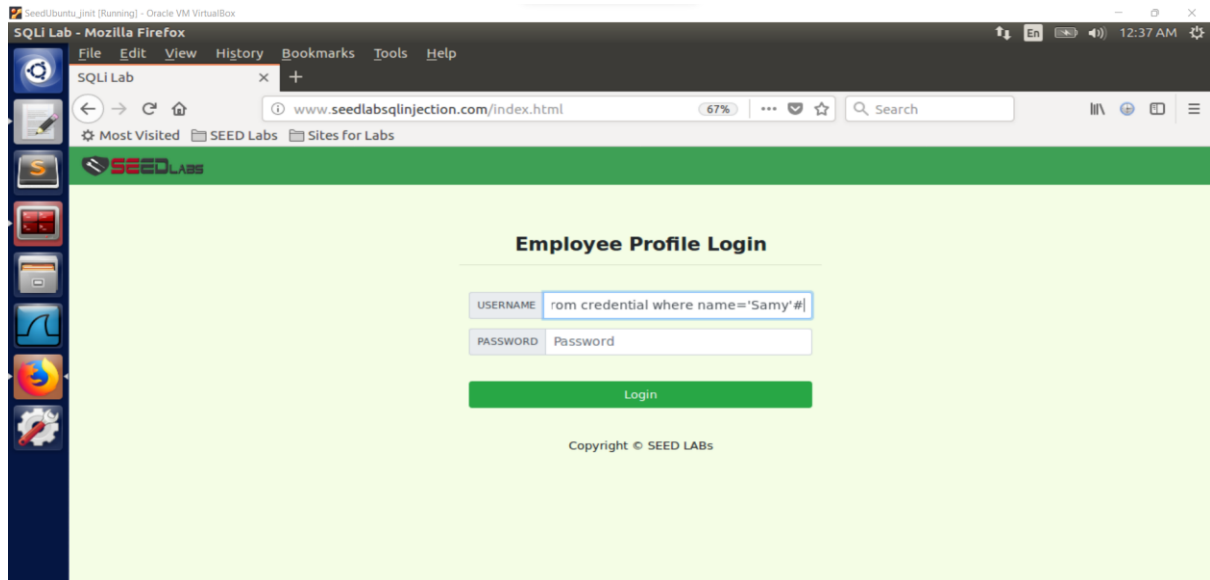 SeedUbuntu_jinit [Running] - Oracle VM VirtualBox
SQLi Lab - Mozilla Firefox
En
12:37 AM
File Edit View History Bookmarks Tools Help
SQLi Lab
www.seedlabsqlinjection.com/index.html
67%
Search
Most Visited SEED Labs Sites for Labs
SEEDLABS
Employee Profile Login
USERNAME rom credential where name='Samy'#
PASSWORD Password
Login
Copyright © SEED LABs